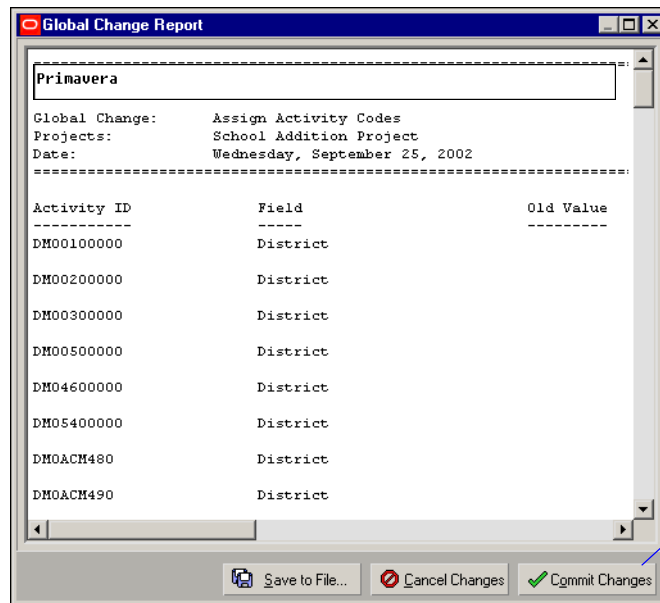 Global Change Report
Primavera
Global Change: Assign Activity Codes
Projects: School Addition Project
Date: Wednesday, September 25, 2002
Activity ID Field Old Value
DM00100000 District
DM00200000 District
DM00300000 District
DM00500000 District
DM04600000 District
DM05400000 District
DM0ACM480 District
DM0ACM490 District
Save to File... Cancel Changes Commit Changes